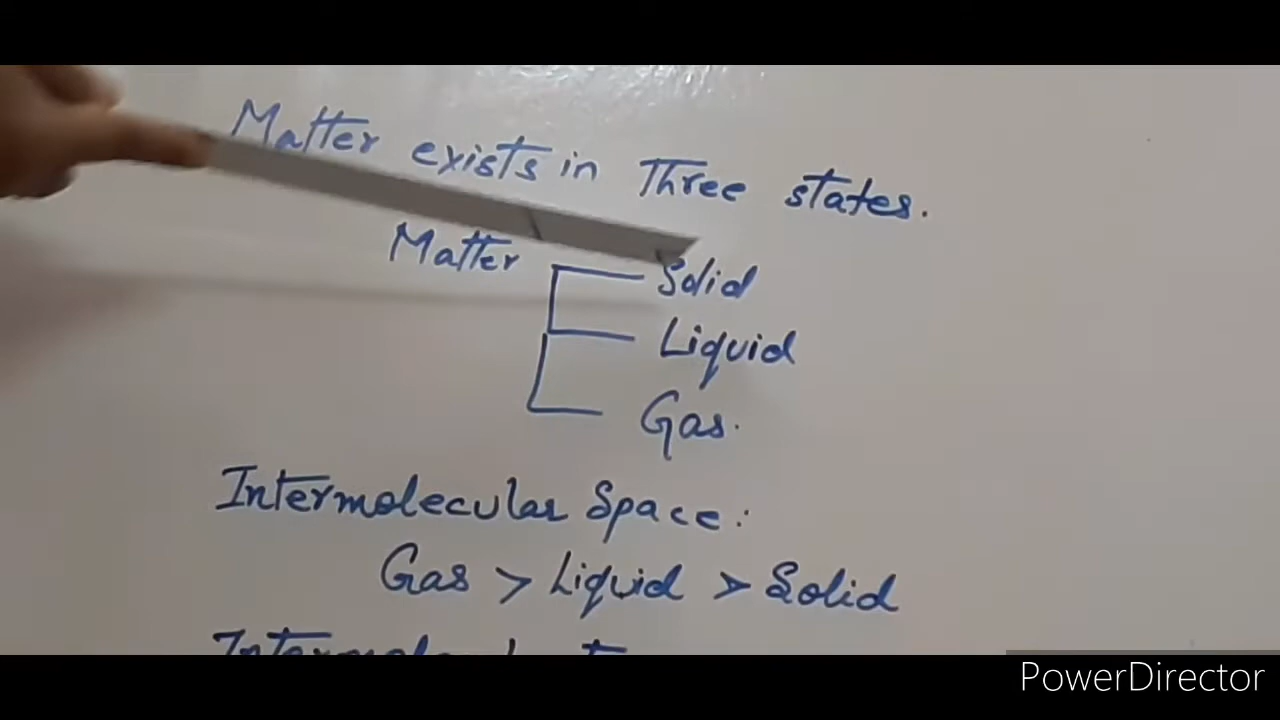 Matter exists in Three states.
Matter
Solid
Liquid
Gas.
Intermolecular Space:
Gas > Liquid > Solid
PowerDirector